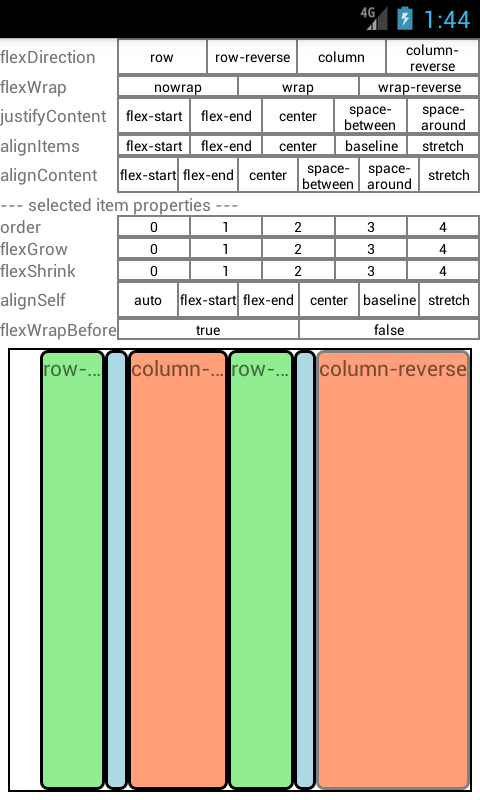 4G 1:44
flexDirection row row-reverse column column-reverse
flexWrap nowrap wrap wrap-reverse
justifyContent flex-start flex-end center space-between space-around
alignItems flex-start flex-end center baseline stretch
alignContent flex-start flex-end center space-between space-around stretch
--- selected item properties ---
order 0 1 2 3 4
flexGrow 0 1 2 3 4
flexShrink 0 1 2 3 4
alignSelf auto flex-start flex-end center baseline stretch
flexWrapBefore true false
row-... column-... row-... column-reverse